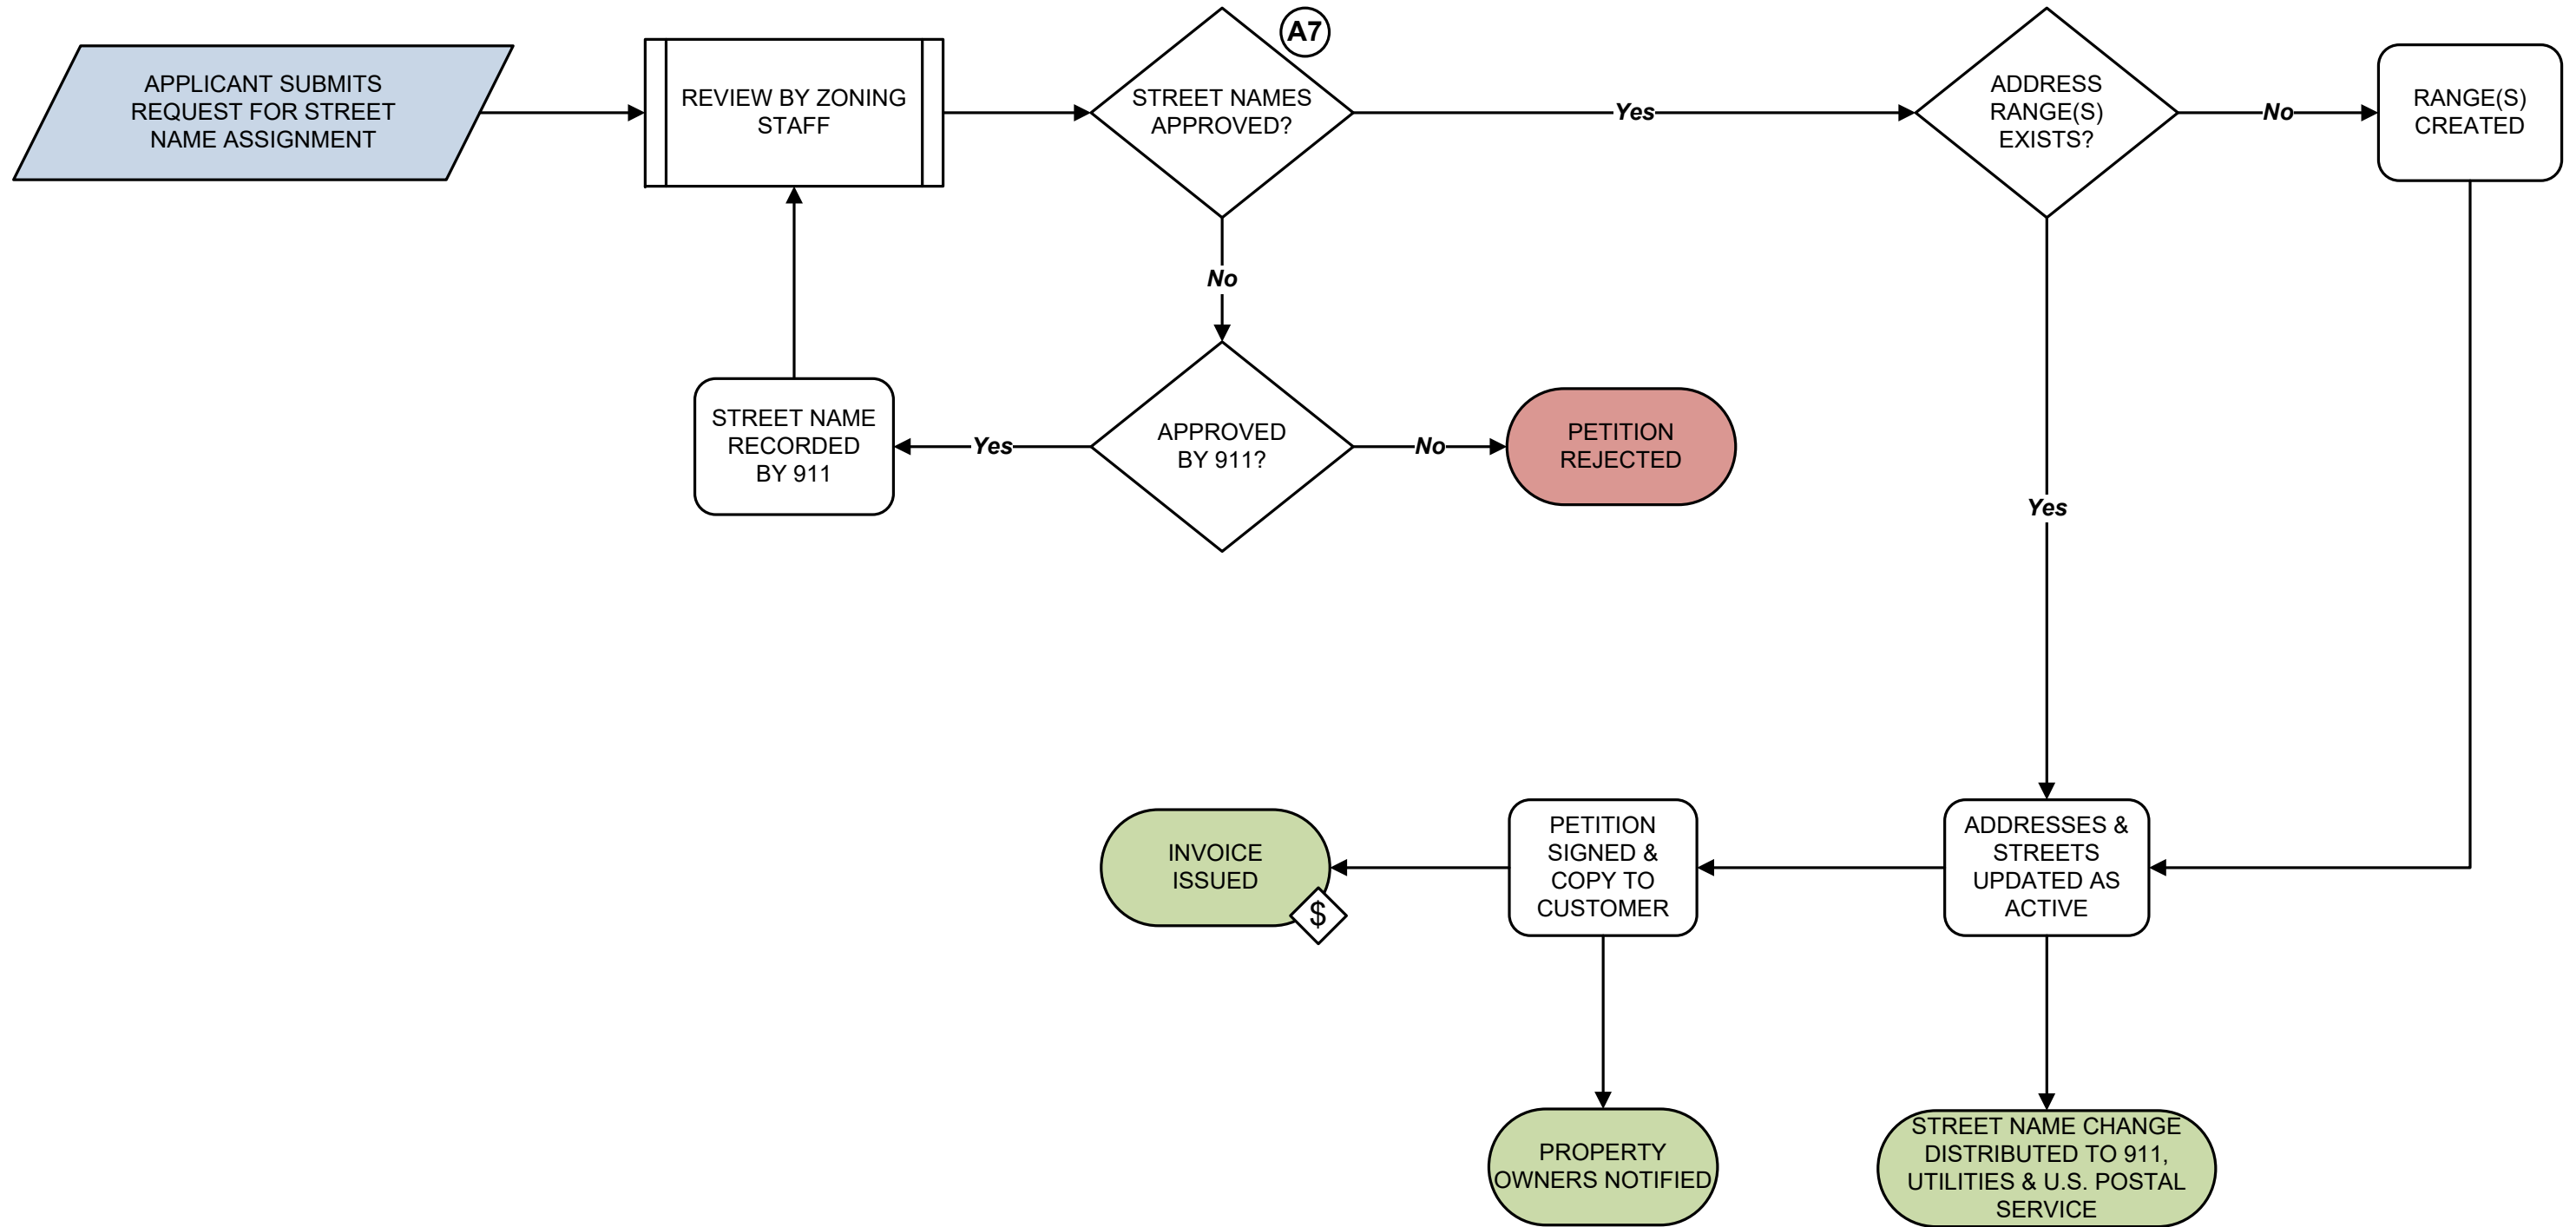 APPLICANT SUBMITS
REQUEST FOR STREET
NAME ASSIGNMENT
REVIEW BY ZONING
STAFF
A7
STREET NAMES
APPROVED?
Yes
ADDRESS
RANGE(S)
EXISTS?
No
RANGE(S)
CREATED
No
STREET NAME
RECORDED
BY 911
Yes
APPROVED
BY 911?
No
PETITION
REJECTED
Yes
INVOICE
ISSUED
$
PETITION
SIGNED &
COPY TO
CUSTOMER
ADDRESSES &
STREETS
UPDATED AS
ACTIVE
PROPERTY
OWNERS NOTIFIED
STREET NAME CHANGE
DISTRIBUTED TO 911,
UTILITIES & U.S. POSTAL
SERVICE